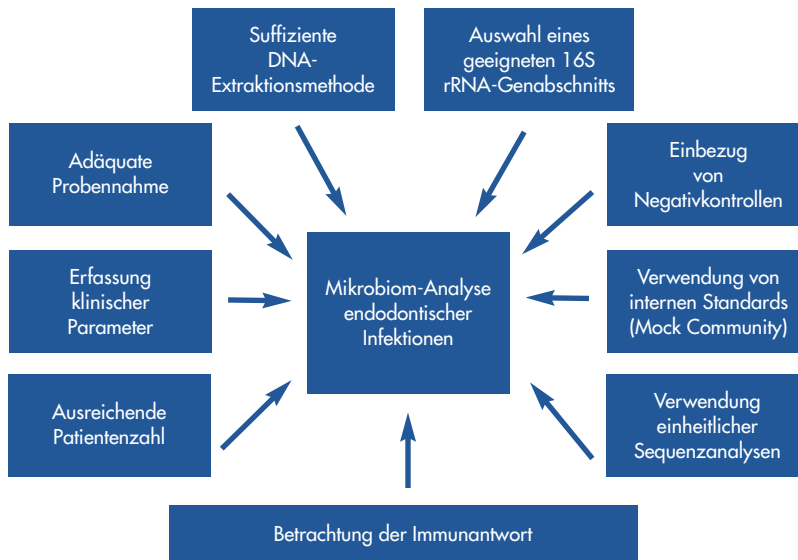 Suffiziente
DNA-
Extraktionsmethode
Auswahl eines
geeigneten 16S
rRNA-Genabschnitts
Adäquate
Probennahme
Einbezug
von
Negativkontrollen
Erfassung
klinischer
Parameter
Mikrobiom-Analyse
endodontischer
Infektionen
Verwendung von
internen Standards
(Mock Community)
Ausreichende
Patientenzahl
Verwendung
einheitlicher
Sequenzanalysen
Betrachtung der Immunantwort